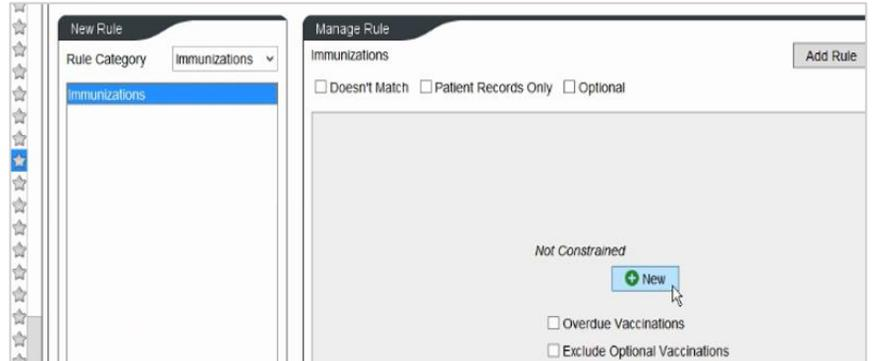 New Rule
Rule Category Immunizations
Immunizations
Manage Rule
Immunizations
Add Rule
Doesn't Match Patient Records Only Optional
Not Constrained
New
Overdue Vaccinations
Exclude Optional Vaccinations